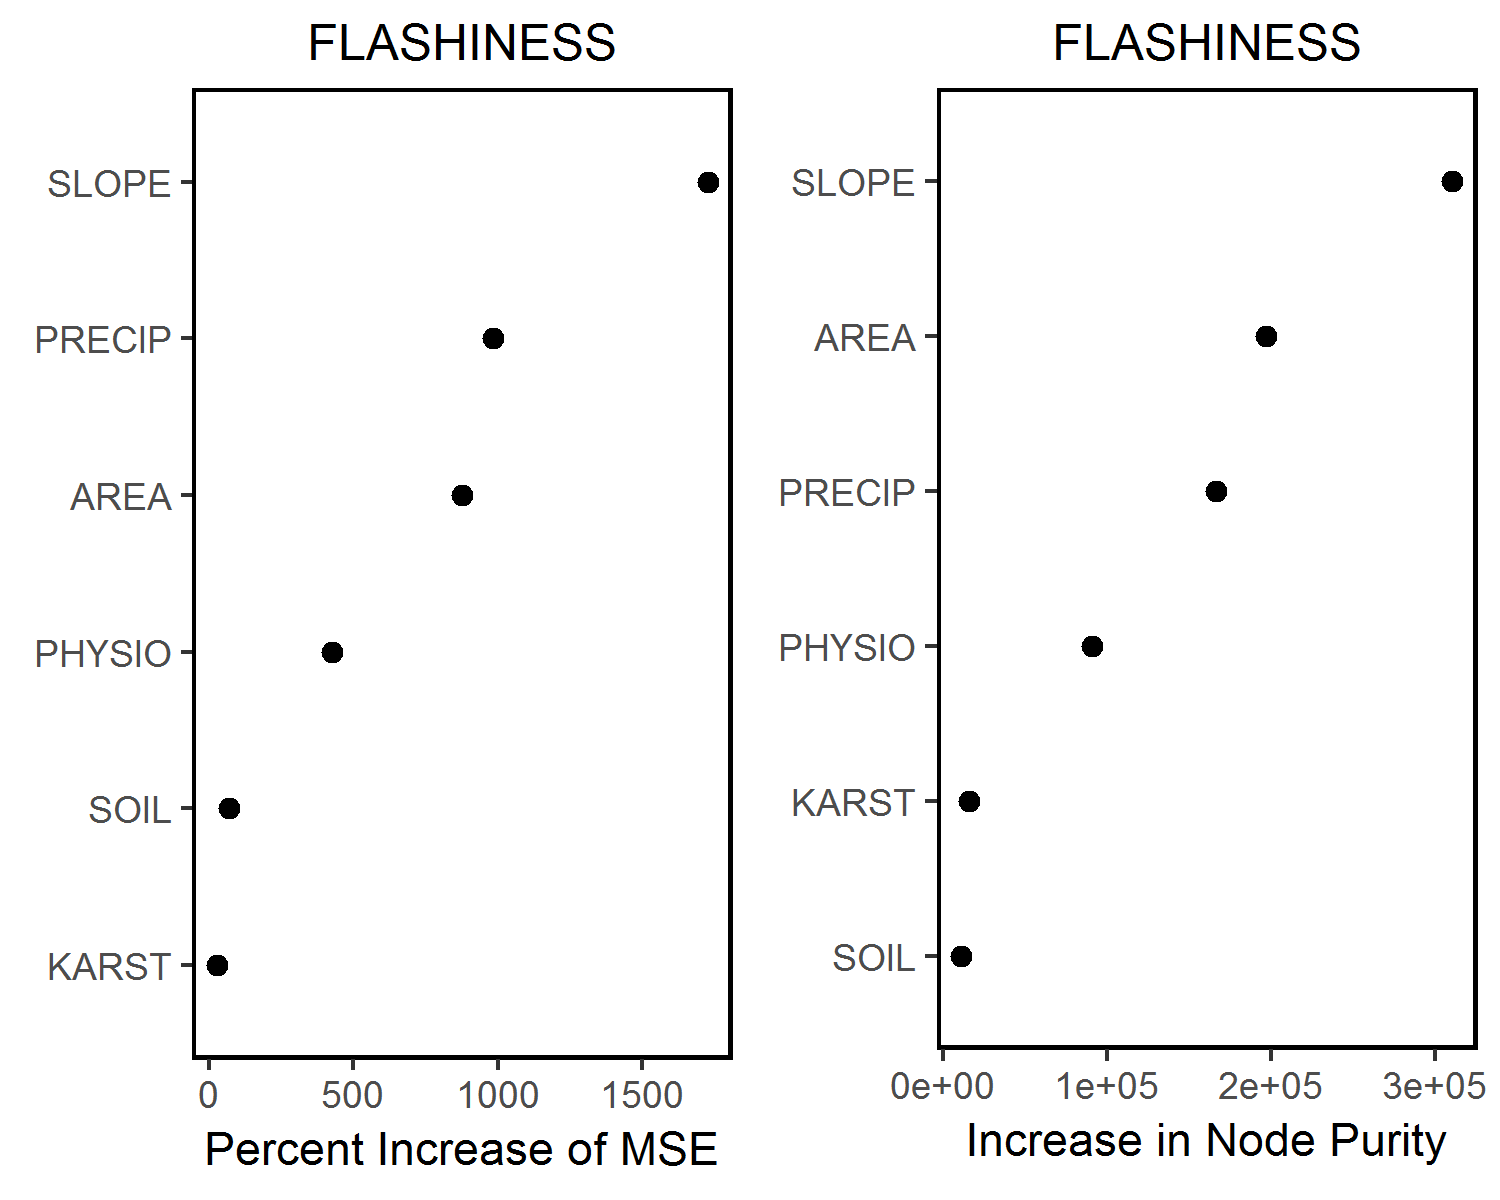 FLASHINESS
SLOPE
PRECIP
AREA
PHYSIO
SOIL
KARST
0 500 1000 1500
Percent Increase of MSE
FLASHINESS
SLOPE
AREA
PRECIP
PHYSIO
KARST
SOIL
0e+00 1e+05 2e+05 3e+05
Increase in Node Purity